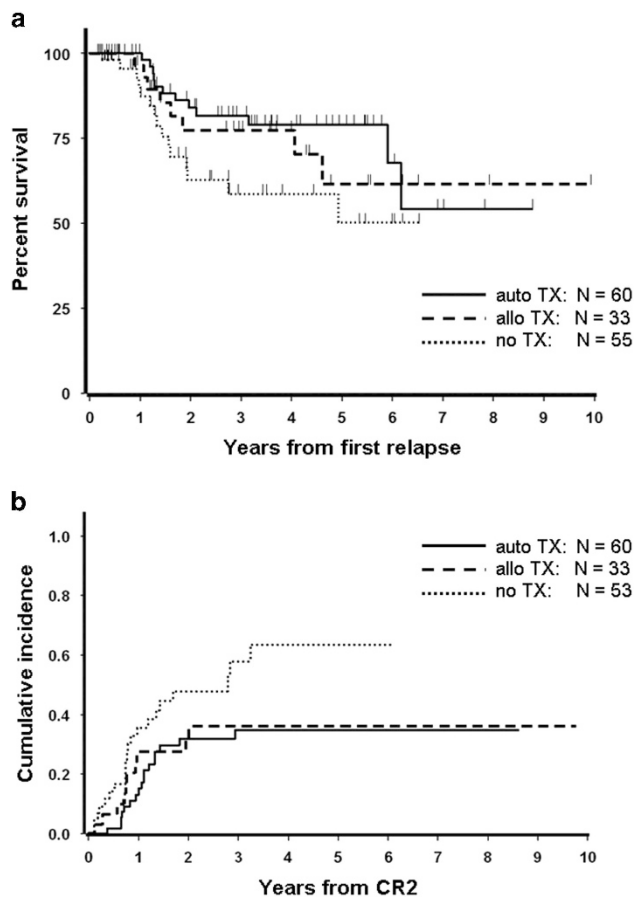 a
100
75
50
25
0
Percent survival
auto TX: N = 60
allo TX: N = 33
no TX: N = 55
0 1 2 3 4 5 6 7 8 9 10
Years from first relapse
b
1.0
0.8
0.6
0.4
0.2
0.0
Cumulative incidence
auto TX: N = 60
allo TX: N = 33
no TX: N = 53
0 1 2 3 4 5 6 7 8 9 10
Years from CR2